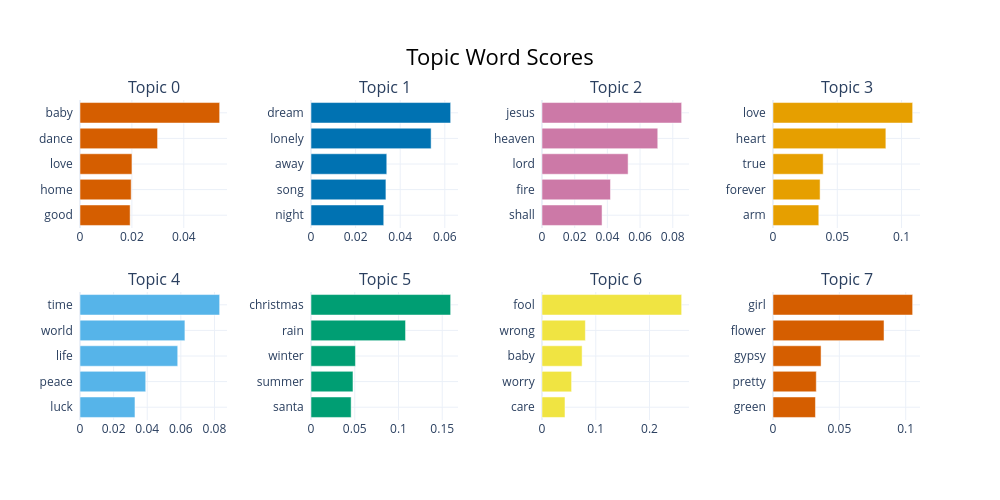 Topic Word Scores
Topic 0
baby
dance
love
home
good
0 0.02 0.04
Topic 1
dream
lonely
away
song
night
0 0.02 0.04 0.06
Topic 2
jesus
heaven
lord
fire
shall
0 0.02 0.04 0.06 0.08
Topic 3
love
heart
true
forever
arm
0 0.05 0.1
Topic 4
time
world
life
peace
luck
0 0.02 0.04 0.06 0.08
Topic 5
christmas
rain
winter
summer
santa
0 0.05 0.1 0.15
Topic 6
fool
wrong
baby
worry
care
0 0.1 0.2
Topic 7
girl
flower
gypsy
pretty
green
0 0.05 0.1